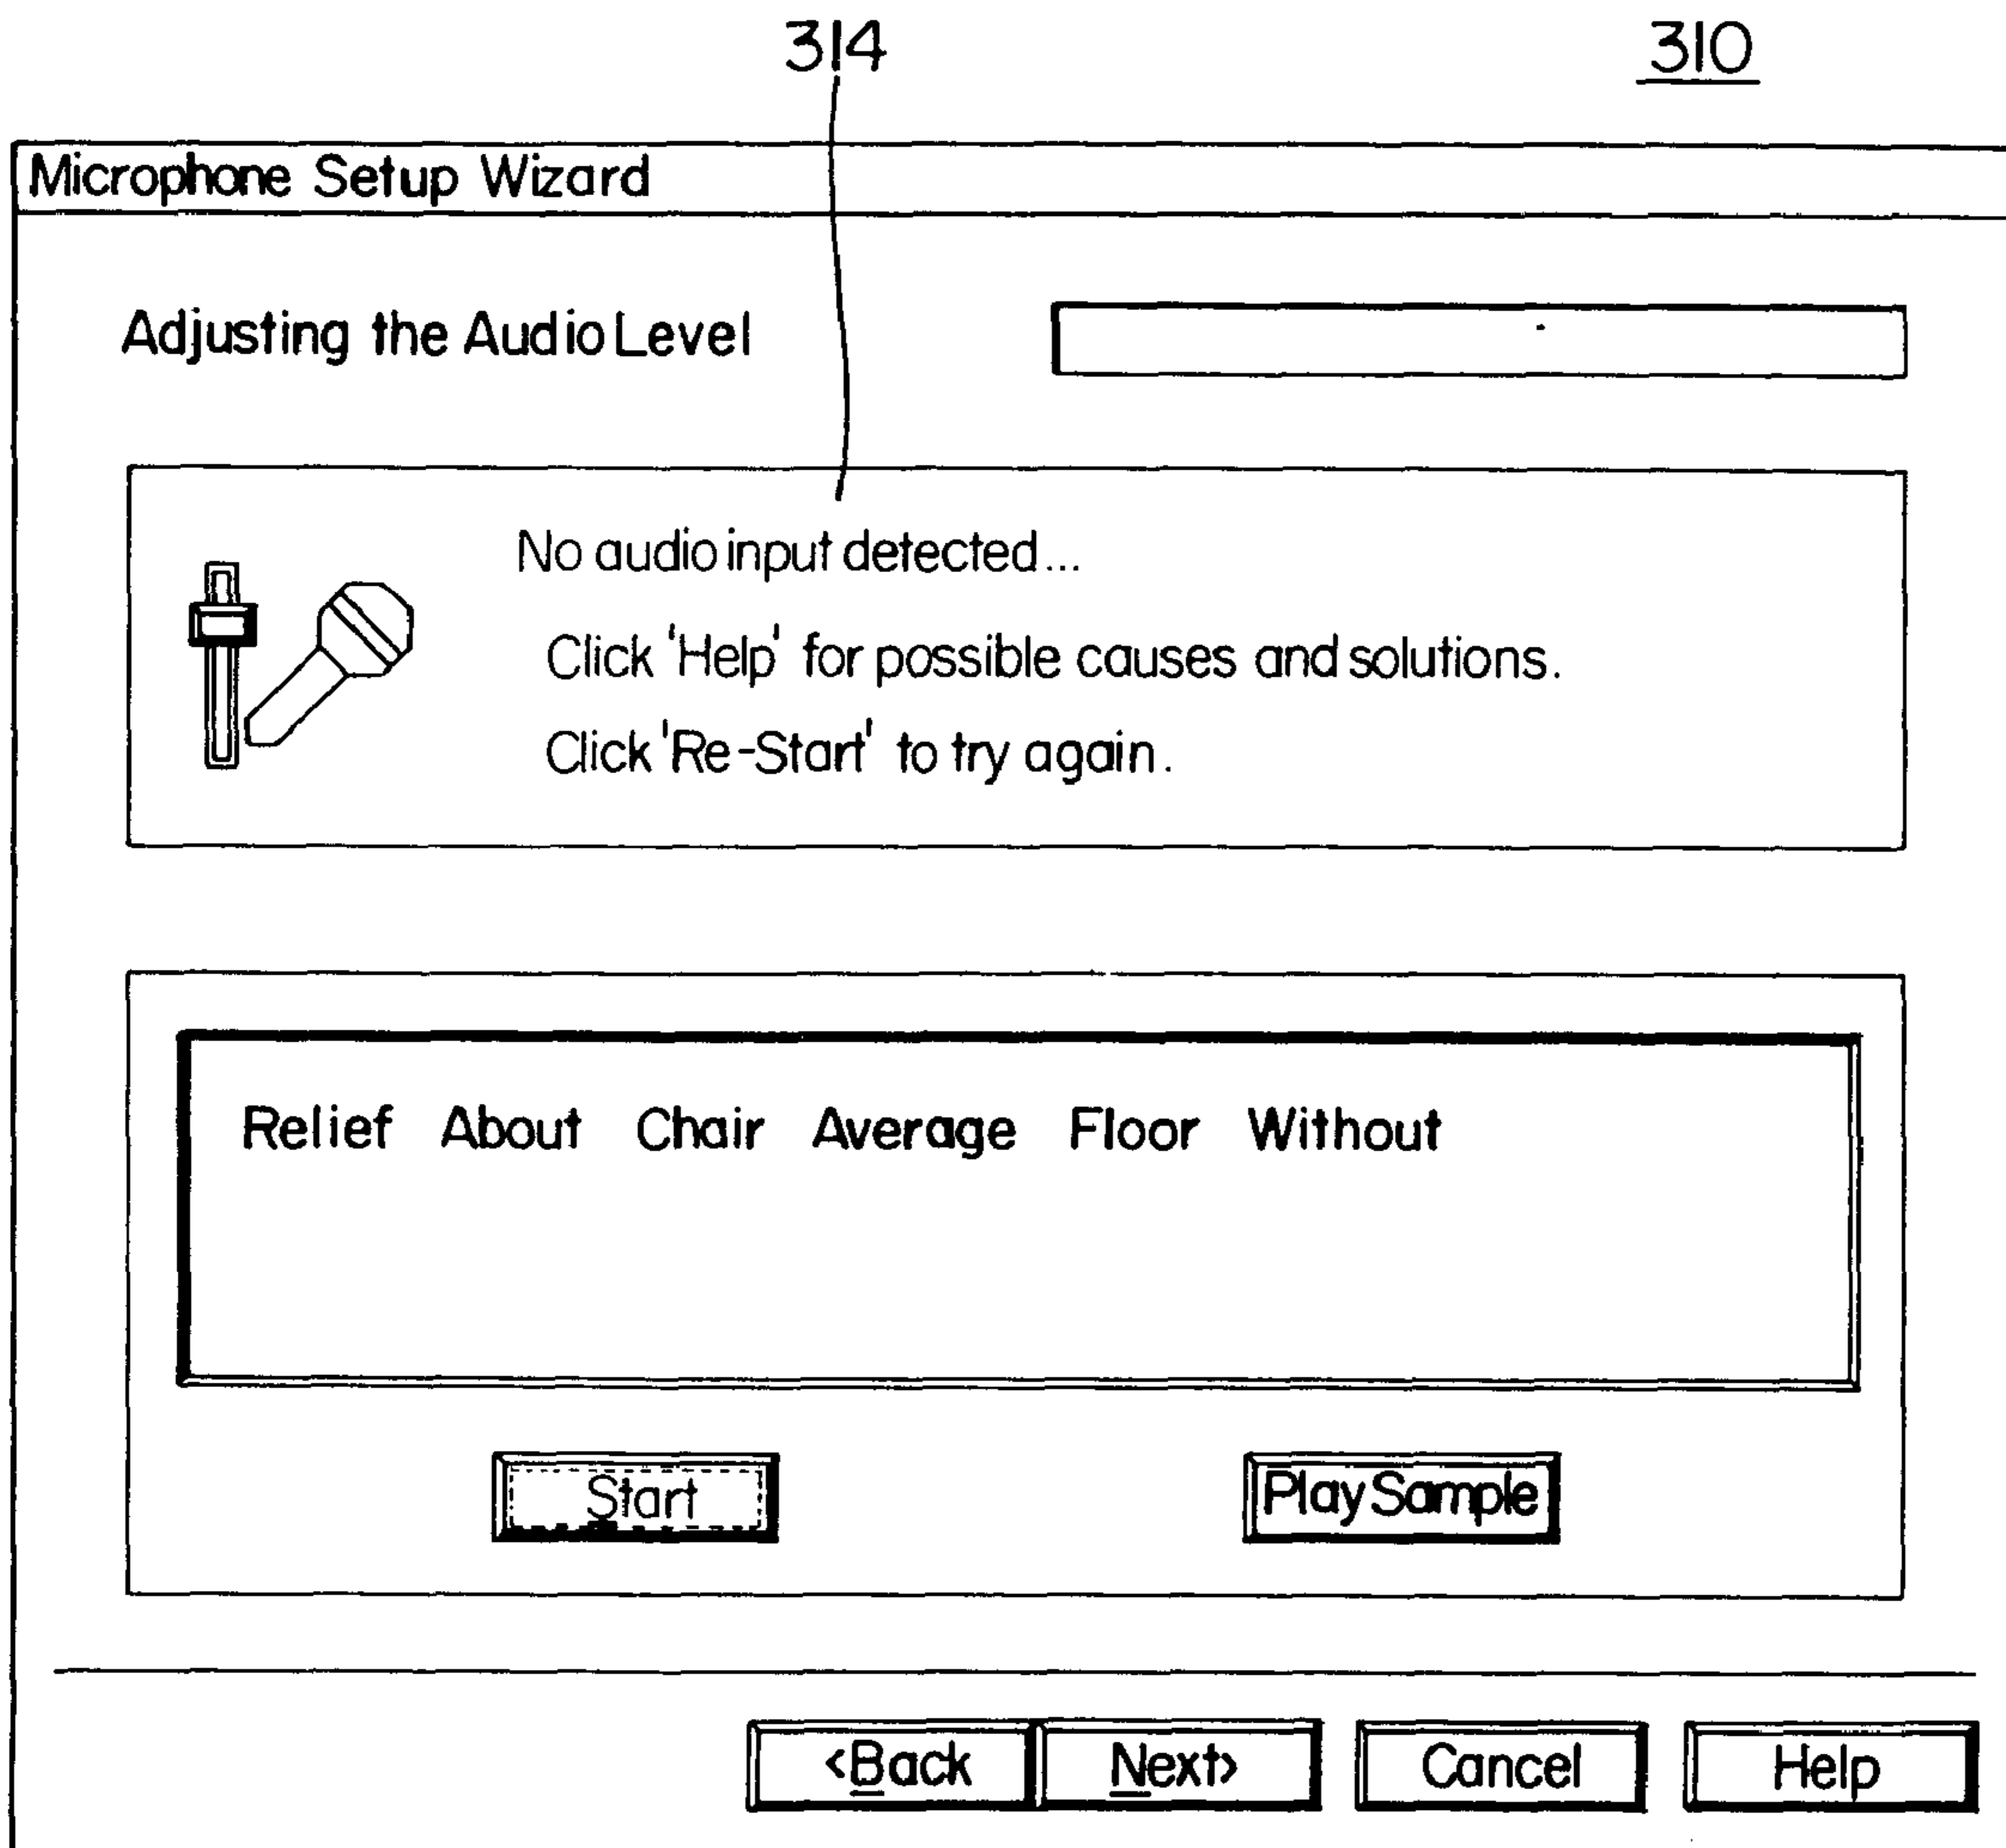 314 310
Microphone Setup Wizard
Adjusting the Audio Level
No audio input detected...
Click 'Help' for possible causes and solutions.
Click 'Re-Start' to try again.
Relief About Chair Average Floor Without
Start Play Sample
<Back Next> Cancel Help